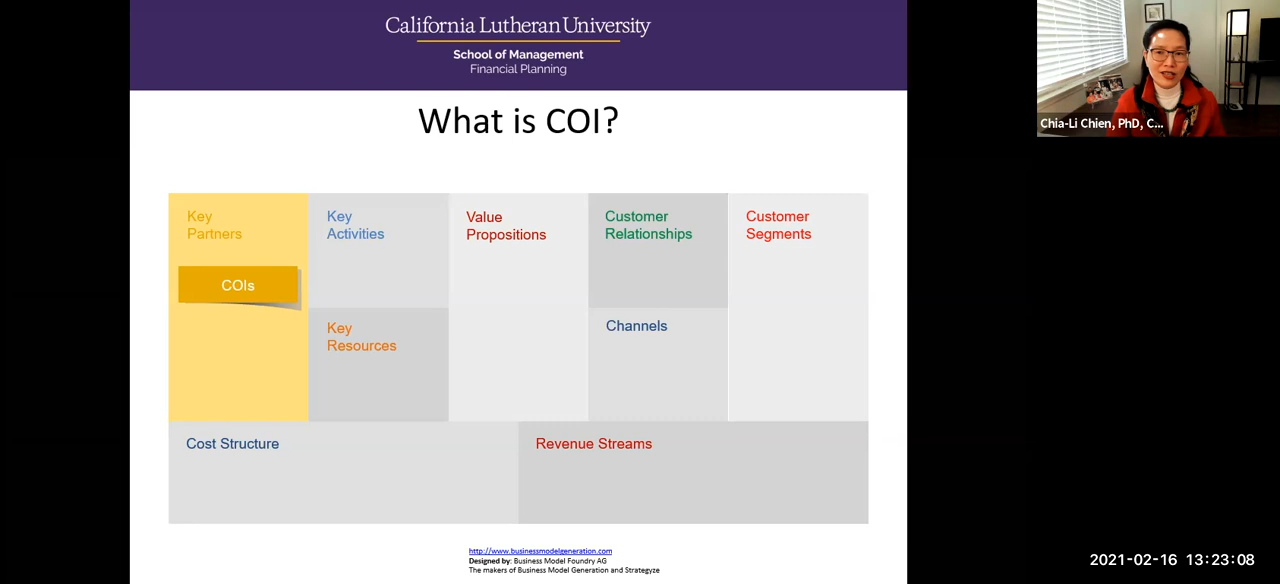 California Lutheran University
School of Management
Financial Planning
What is COI?
Key
Partners
COIs
Key
Activities
Key
Resources
Value
Propositions
Customer
Relationships
Channels
Customer
Segments
Cost Structure
Revenue Streams
http://www.businessmodelgeneration.com
Designed by: Business Model Foundry AG
The makers of Business Model Generation and Strategyze
Chia-Li Chien, PhD, C...
2021-02-16 13:23:08